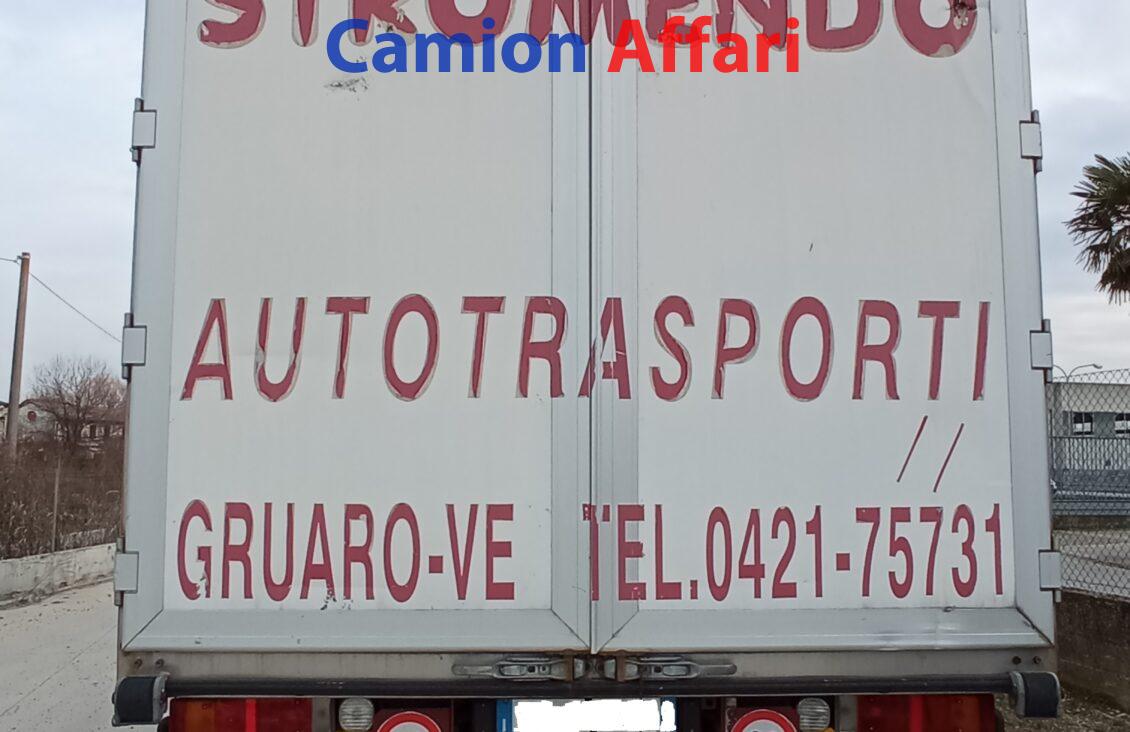 STROMENDO
Camion Affari
AUTOTRASPORTI
GRUARO-VE TEL.0421-75731
I